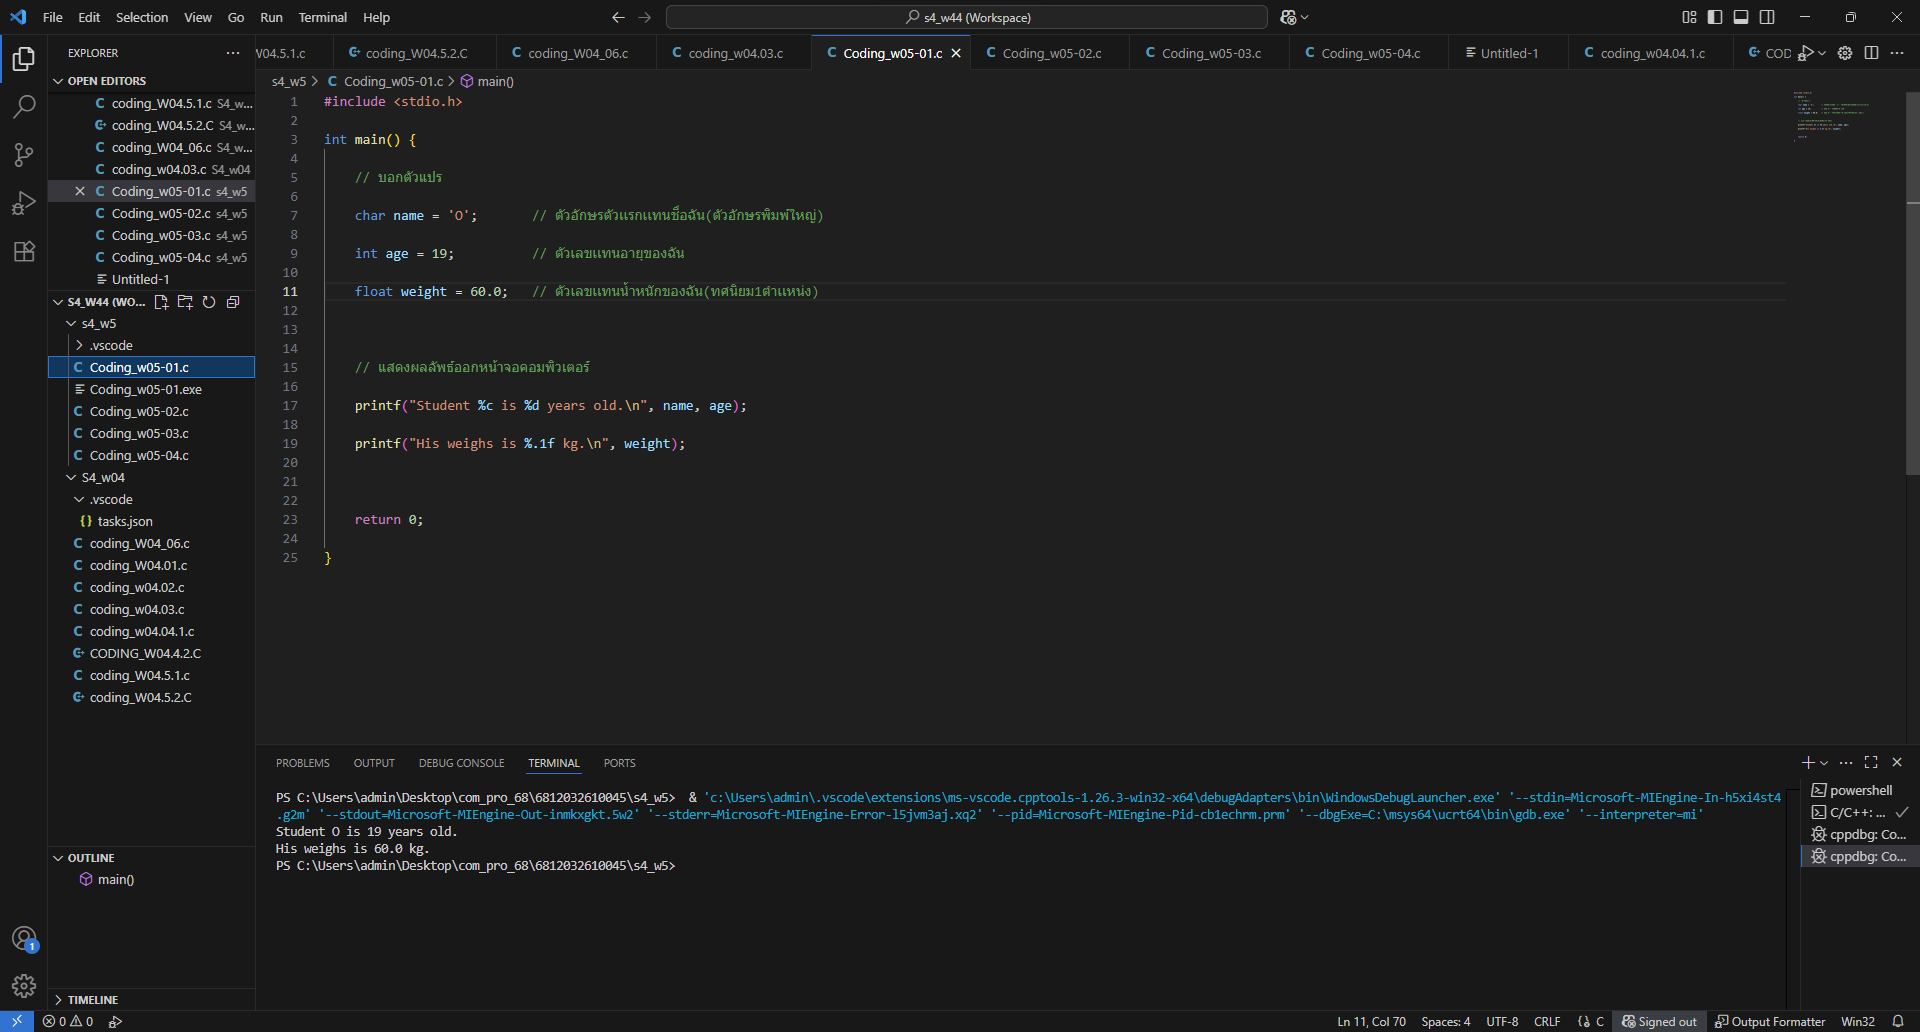 File Edit Selection View Go Run Terminal Help
s4_w44 (Workspace)
EXPLORER
W04.5.1.c coding_W04.5.2.C coding_W04_06.c coding_w04.03.c Coding_w05-01.c Coding_w05-02.c Coding_w05-03.c Coding_w05-04.c Untitled-1 coding_w04.04.1.c COD
OPEN EDITORS
coding_W04.5.1.c S4_w...
coding_W04.5.2.C S4_w...
coding_W04_06.c S4_w...
coding_w04.03.c S4_w04
Coding_w05-01.c s4_w5
Coding_w05-02.c s4_w5
Coding_w05-03.c s4_w5
Coding_w05-04.c s4_w5
Untitled-1
S4_W44 (WO...
s4_w5
.vscode
Coding_w05-01.c
Coding_w05-01.exe
Coding_w05-02.c
Coding_w05-03.c
Coding_w05-04.c
S4_w04
.vscode
{} tasks.json
coding_W04_06.c
coding_W04.01.c
coding_w04.02.c
coding_w04.03.c
coding_w04.04.1.c
CODING_W04.4.2.C
coding_W04.5.1.c
coding_W04.5.2.C
OUTLINE
main()
TIMELINE
s4_w5 > C Coding_w05-01.c > main()
1 #include <stdio.h>
2
3 int main() {
4
5 // บอกตัวแปร
6
7 char name = 'O'; // ตัวอักษรตัวแรกแทนชื่อฉัน(ตัวอักษรพิมพ์ใหญ่)
8
9 int age = 19; // ตัวเลขแทนอายุของฉัน
10
11 float weight = 60.0; // ตัวเลขแทนน้ำหนักของฉัน(ทศนิยม1ตำแหน่ง)
12
13
14
15 // แสดงผลลัพธ์ออกหน้าจอคอมพิวเตอร์
16
17 printf("Student %c is %d years old.\n", name, age);
18
19 printf("His weighs is %.1f kg.\n", weight);
20
21
22
23 return 0;
24
25 }
PROBLEMS OUTPUT DEBUG CONSOLE TERMINAL PORTS
PS C:\Users\admin\Desktop\com_pro_68\6812032610045\s4_w5> & 'c:\Users\admin\.vscode\extensions\ms-vscode.cpptools-1.26.3-win32-x64\debugAdapters\bin\WindowsDebugLauncher.exe' '--stdin=Microsoft-MIEngine-In-h5xi4st4
.g2m' '--stdout=Microsoft-MIEngine-Out-inmkxgkt.5w2' '--stderr=Microsoft-MIEngine-Error-l5jvm3aj.xq2' '--pid=Microsoft-MIEngine-Pid-cb1echrm.prm' '--dbgExe=C:\msys64\ucrt64\bin\gdb.exe' '--interpreter=mi'
Student O is 19 years old.
His weighs is 60.0 kg.
PS C:\Users\admin\Desktop\com_pro_68\6812032610045\s4_w5>
powershell
C/C++: ...
cppdbg: Co...
cppdbg: Co...
1
0 0
Ln 11, Col 70 Spaces: 4 UTF-8 CRLF {} C Signed out Output Formatter Win32